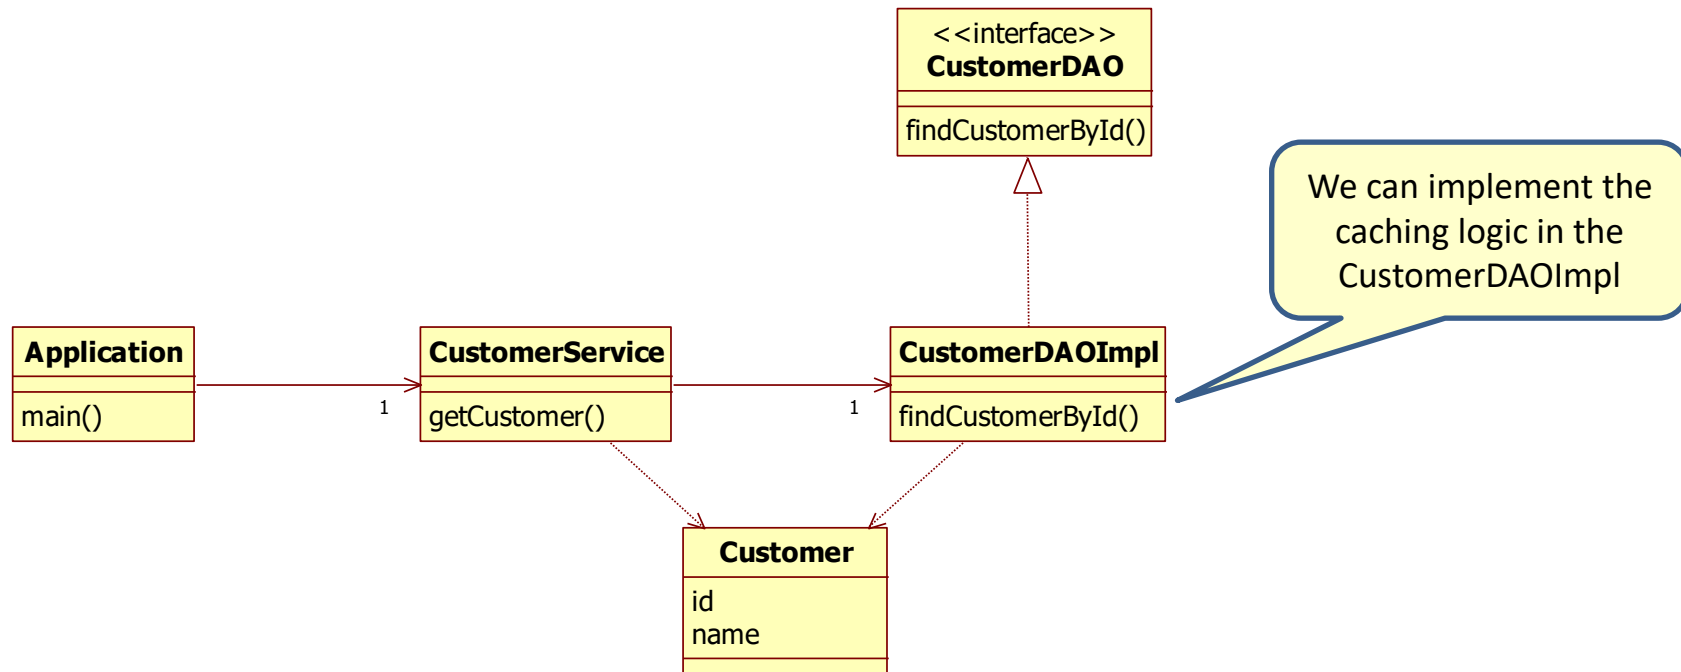 <<interface>>
CustomerDAO
findCustomerById()
We can implement the
caching logic in the
CustomerDAOImpl
Application
main()
1
CustomerService
getCustomer()
1
CustomerDAOImpl
findCustomerById()
Customer
id
name